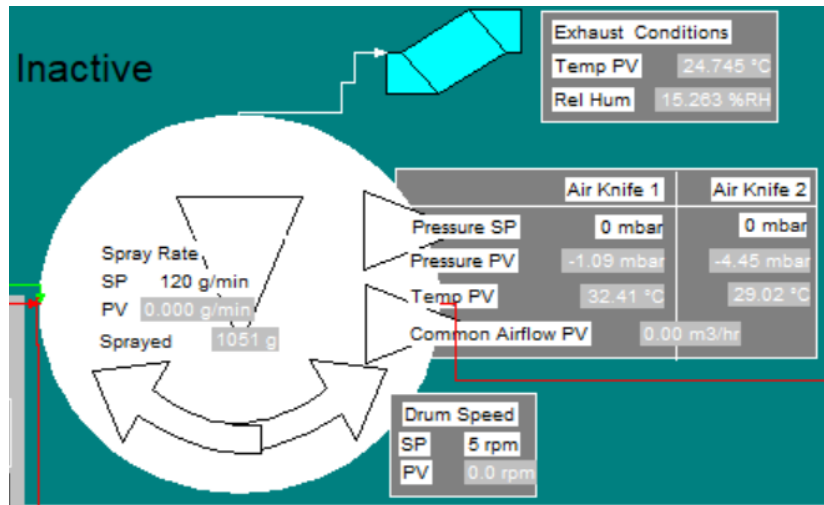 Inactive
Exhaust Conditions
Temp PV 24.745 °C
Rel Hum 15.263 %RH
Air Knife 1 Air Knife 2
Pressure SP 0 mbar 0 mbar
Pressure PV -1.09 mbar -4.45 mbar
Temp PV 32.41 °C 29.02 °C
Common Airflow PV 0.00 m3/hr
Spray Rate
SP 120 g/min
PV 0.000 g/min
Sprayed 1051 g
Drum Speed
SP 5 rpm
PV 0.0 rpm